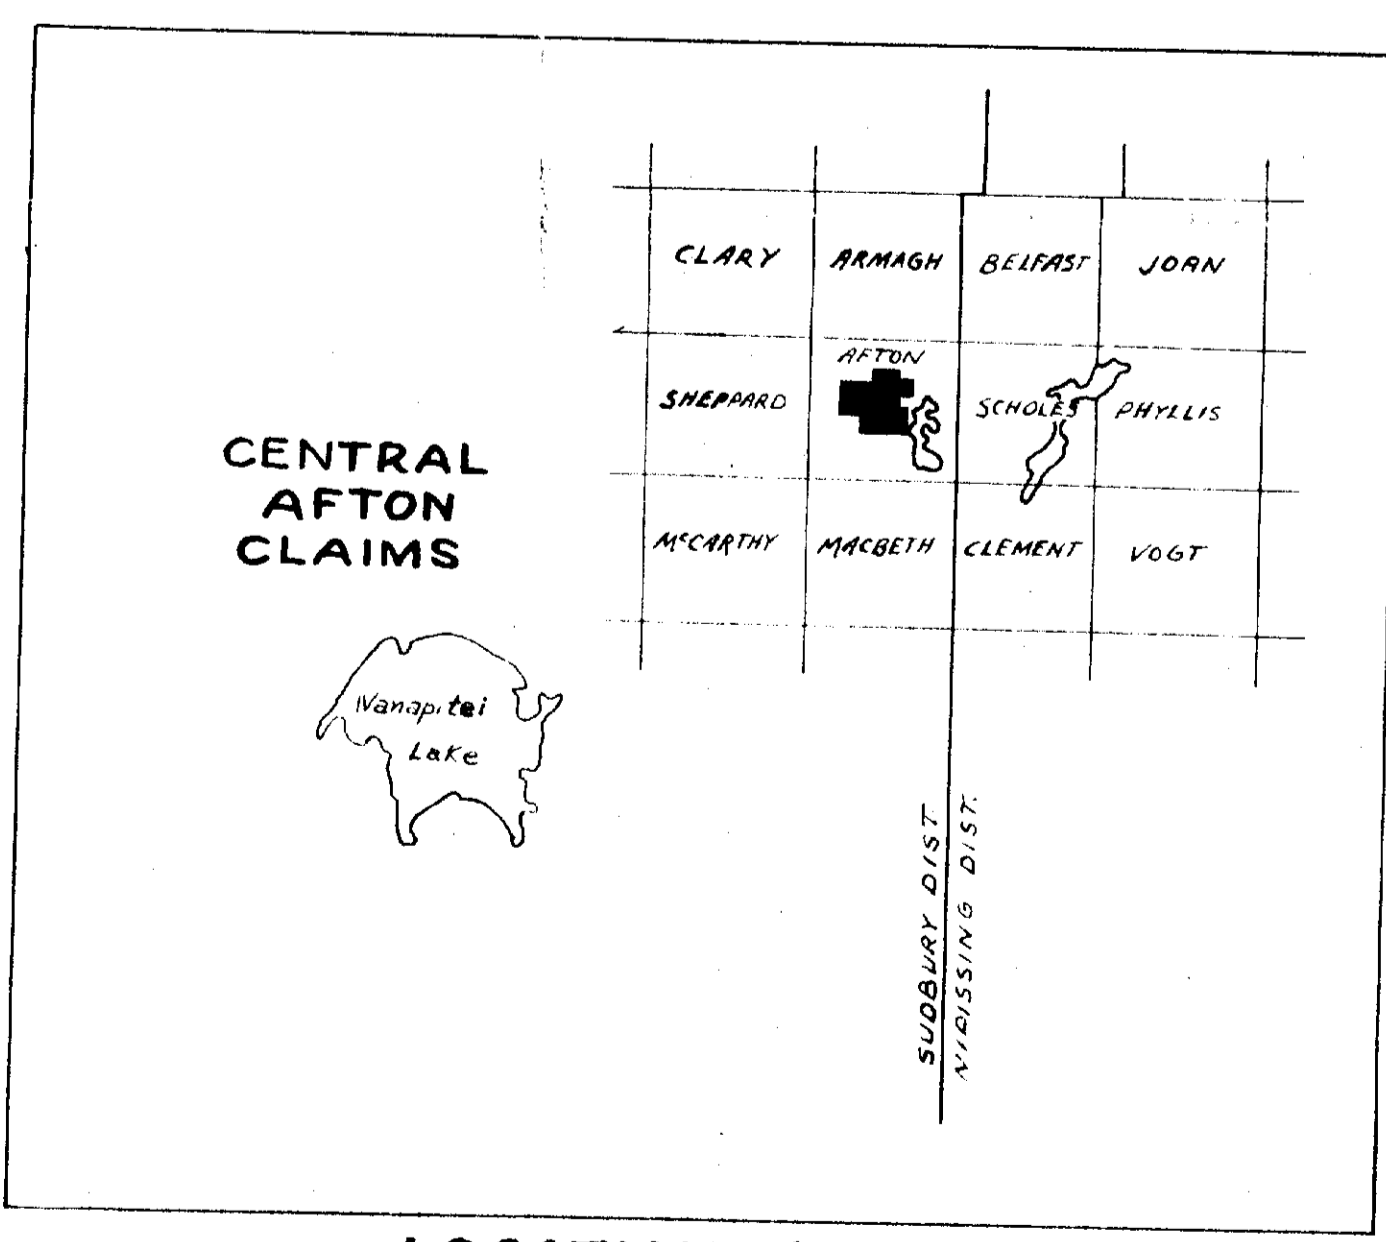 CLARY
ARMAGH
BELFAST
JOAN
AFTON
SHEPPARD
SCHOLES
PHYLLIS
CENTRAL
AFTON
CLAIMS
McCARTHY
MACBETH
CLEMENT
VOGT
Wanapitei
Lake
SUDBURY DIST
NIPISSING DIST.